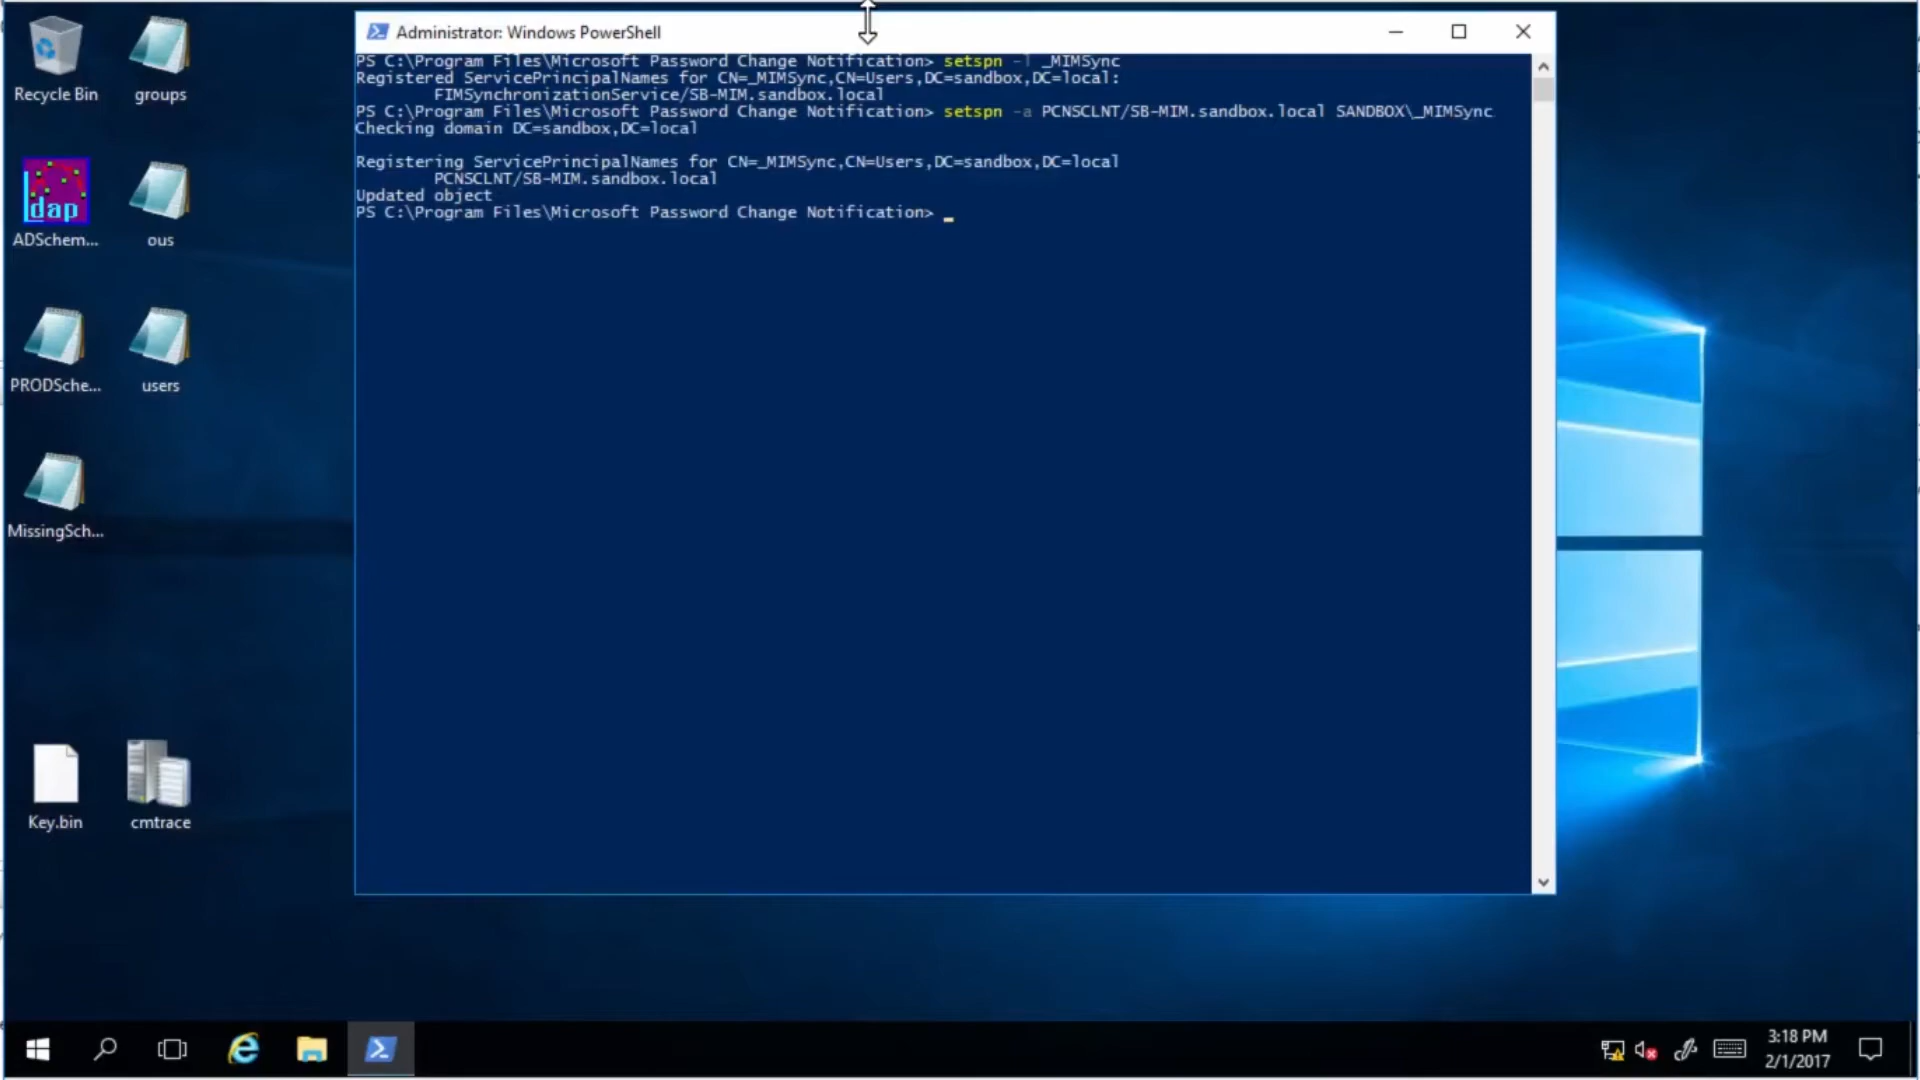 Administrator: Windows PowerShell
PS C:\Program Files\Microsoft Password Change Notification> setspn -l _MIMSync
Registered ServicePrincipalNames for CN=_MIMSync,CN=Users,DC=sandbox,DC=local:
FIMSynchronizationService/SB-MIM.sandbox.local
PS C:\Program Files\Microsoft Password Change Notification> setspn -a PCNSCLNT/SB-MIM.sandbox.local SANDBOX\_MIMSync
Checking domain DC=sandbox,DC=local
Registering ServicePrincipalNames for CN=_MIMSync,CN=Users,DC=sandbox,DC=local
PCNSCLNT/SB-MIM.sandbox.local
Updated object
PS C:\Program Files\Microsoft Password Change Notification> _
Recycle Bin
groups
dap
ADSchem...
ous
PRODSche...
users
MissingSch...
Key.bin
cmtrace
3:18 PM
2/1/2017